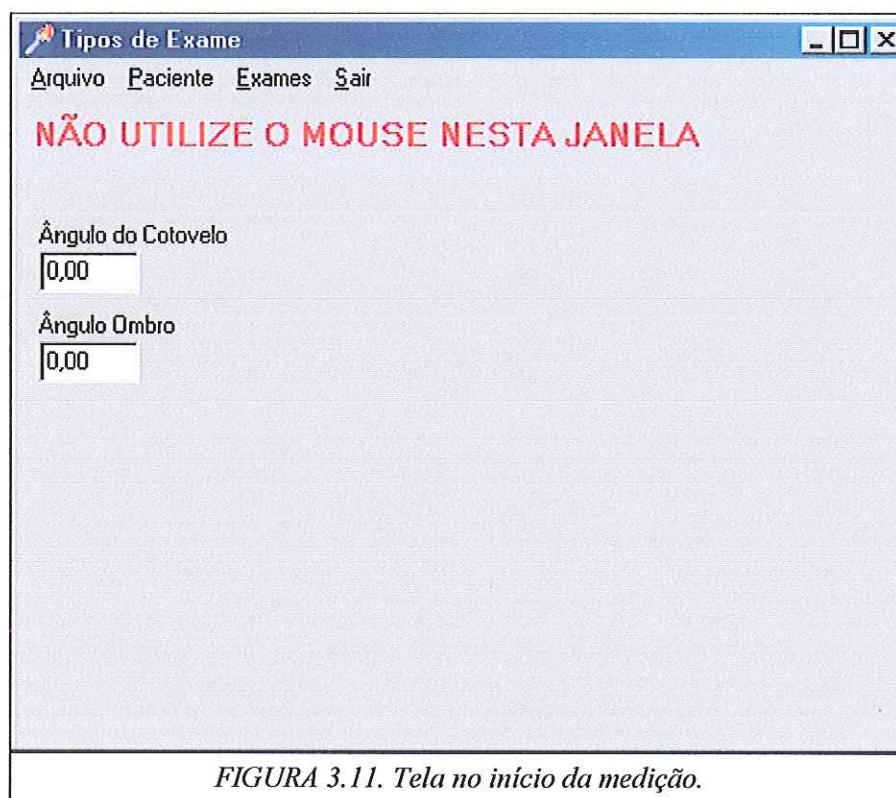 Tipos de Exame
Arquivo Paciente Exames Sair
NÃO UTILIZE O MOUSE NESTA JANELA
Ângulo do Cotovelo
0,00
Ângulo Ombro
0,00
FIGURA 3.11. Tela no início da medição.